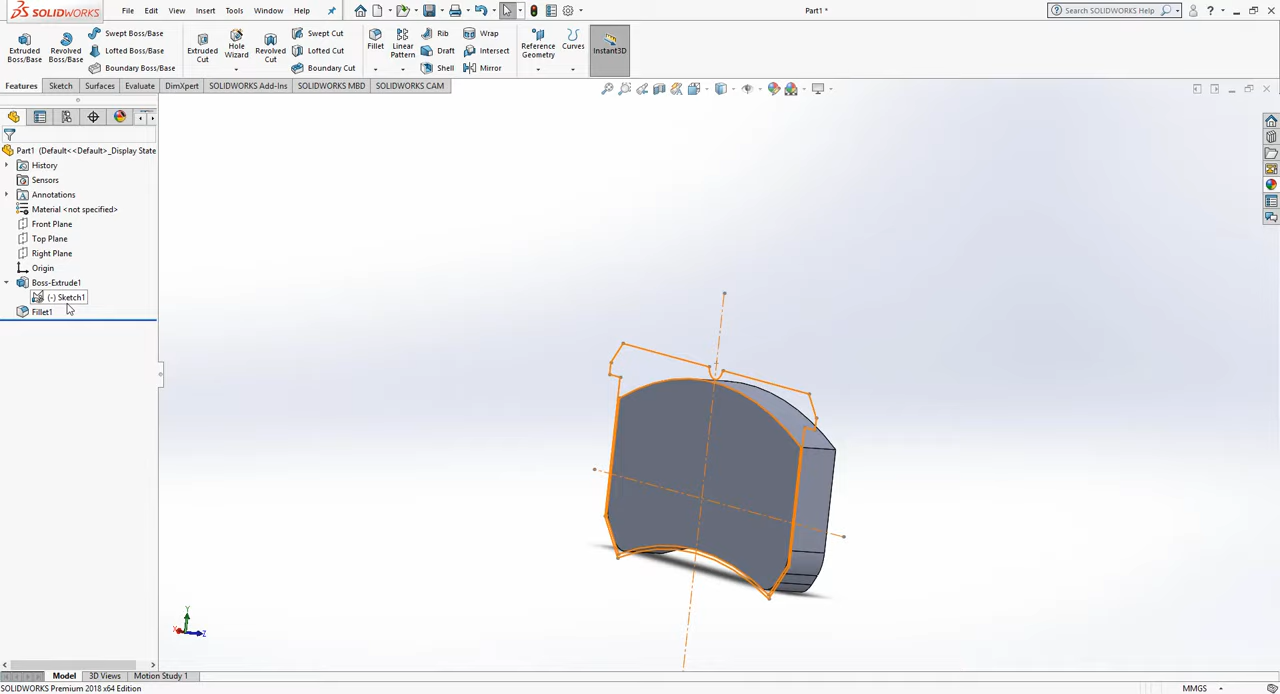 SOLIDWORKS File Edit View Insert Tools Window Help Part1 * Search SOLIDWORKS Help
Extruded Boss/Base
Revolved Boss/Base
Swept Boss/Base
Lofted Boss/Base
Boundary Boss/Base
Extruded Cut
Hole Wizard
Revolved Cut
Swept Cut
Lofted Cut
Boundary Cut
Fillet
Linear Pattern
Rib
Draft
Shell
Wrap
Intersect
Mirror
Reference Geometry
Curves
Instant3D
Features Sketch Surfaces Evaluate DimXpert SOLIDWORKS Add-Ins SOLIDWORKS MBD SOLIDWORKS CAM
Part1 (Default<<Default>_Display State
History
Sensors
Annotations
Material <not specified>
Front Plane
Top Plane
Right Plane
Origin
Boss-Extrude1
(-) Sketch1
Fillet1
Y
X Z
Model 3D Views Motion Study 1
SOLIDWORKS Premium 2018 x64 Edition MMGS